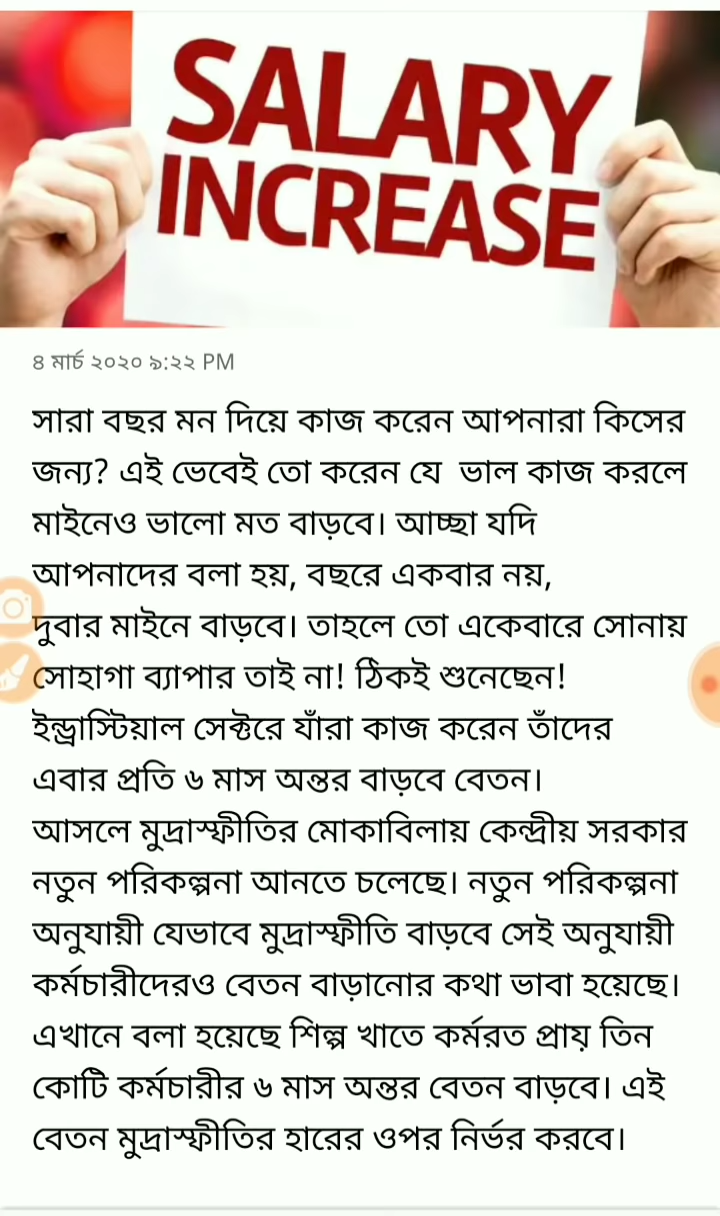 SALARY
INCREASE
৪ মার্চ ২০২০ ৯:২২ PM
সারা বছর মন দিয়ে কাজ করেন আপনারা কিসের
জন্য? এই ভেবেই তো করেন যে ভাল কাজ করলে
মাইনেও ভালো মত বাড়বে। আচ্ছা যদি
আপনাদের বলা হয়, বছরে একবার নয়,
দুবার মাইনে বাড়বে। তাহলে তো একেবারে সোনায়
সোহাগা ব্যাপার তাই না! ঠিকই শুনেছেন!
ইন্ড্রাস্টিয়াল সেক্টরে যাঁরা কাজ করেন তাঁদের
এবার প্রতি ৬ মাস অন্তর বাড়বে বেতন।
আসলে মুদ্রাস্ফীতির মোকাবিলায় কেন্দ্রীয় সরকার
নতুন পরিকল্পনা আনতে চলেছে। নতুন পরিকল্পনা
অনুযায়ী যেভাবে মুদ্রাস্ফীতি বাড়বে সেই অনুযায়ী
কর্মচারীদেরও বেতন বাড়ানোর কথা ভাবা হয়েছে।
এখানে বলা হয়েছে শিল্প খাতে কর্মরত প্রায় তিন
কোটি কর্মচারীর ৬ মাস অন্তর বেতন বাড়বে। এই
বেতন মুদ্রাস্ফীতির হারের ওপর নির্ভর করবে।